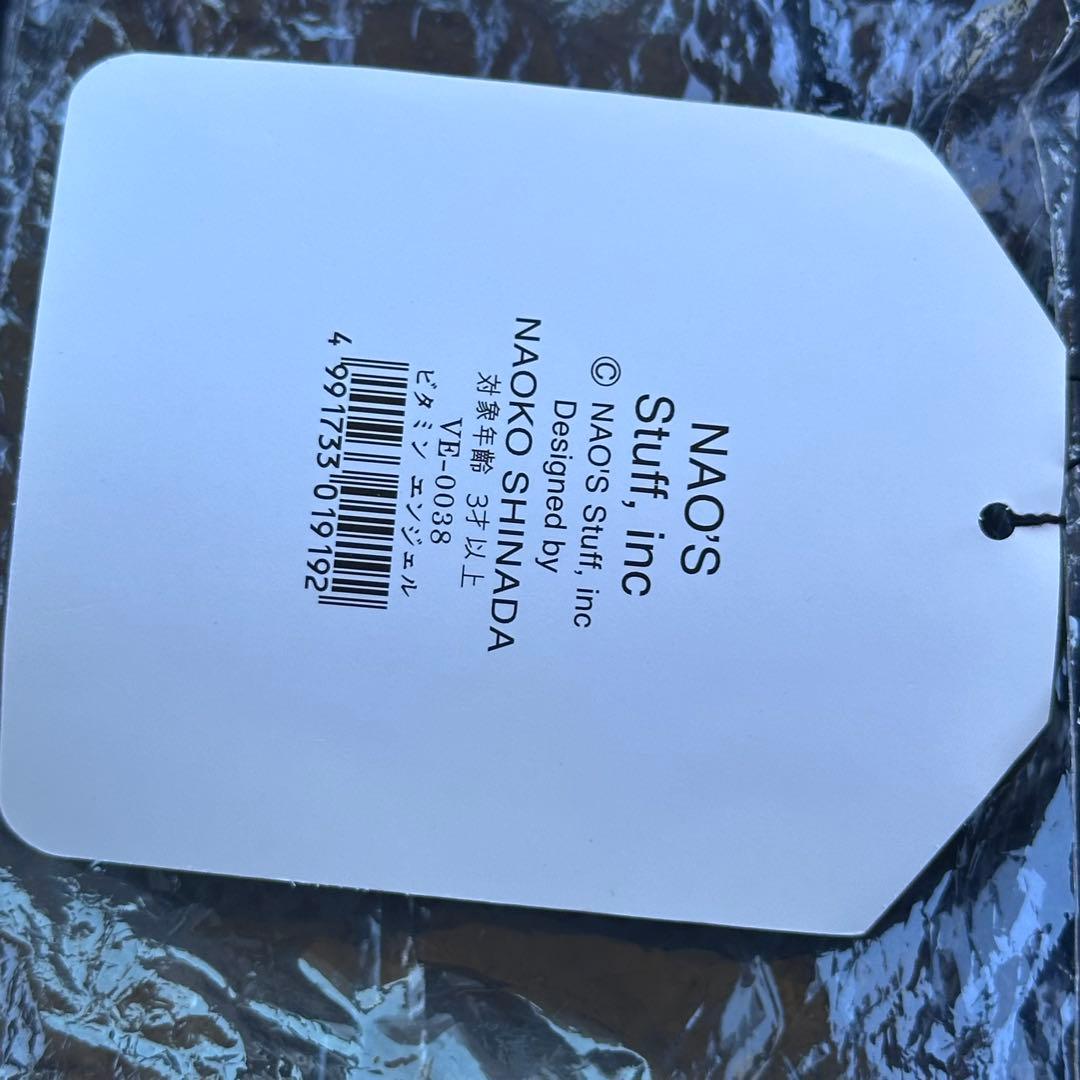 NAO'S
Stuff, inc
© NAO'S Stuff, inc
Designed by
NAOKO SHINADA
対象年齢 3才以上
VE-0038
ビタミン エンジェル
4 991733 019192